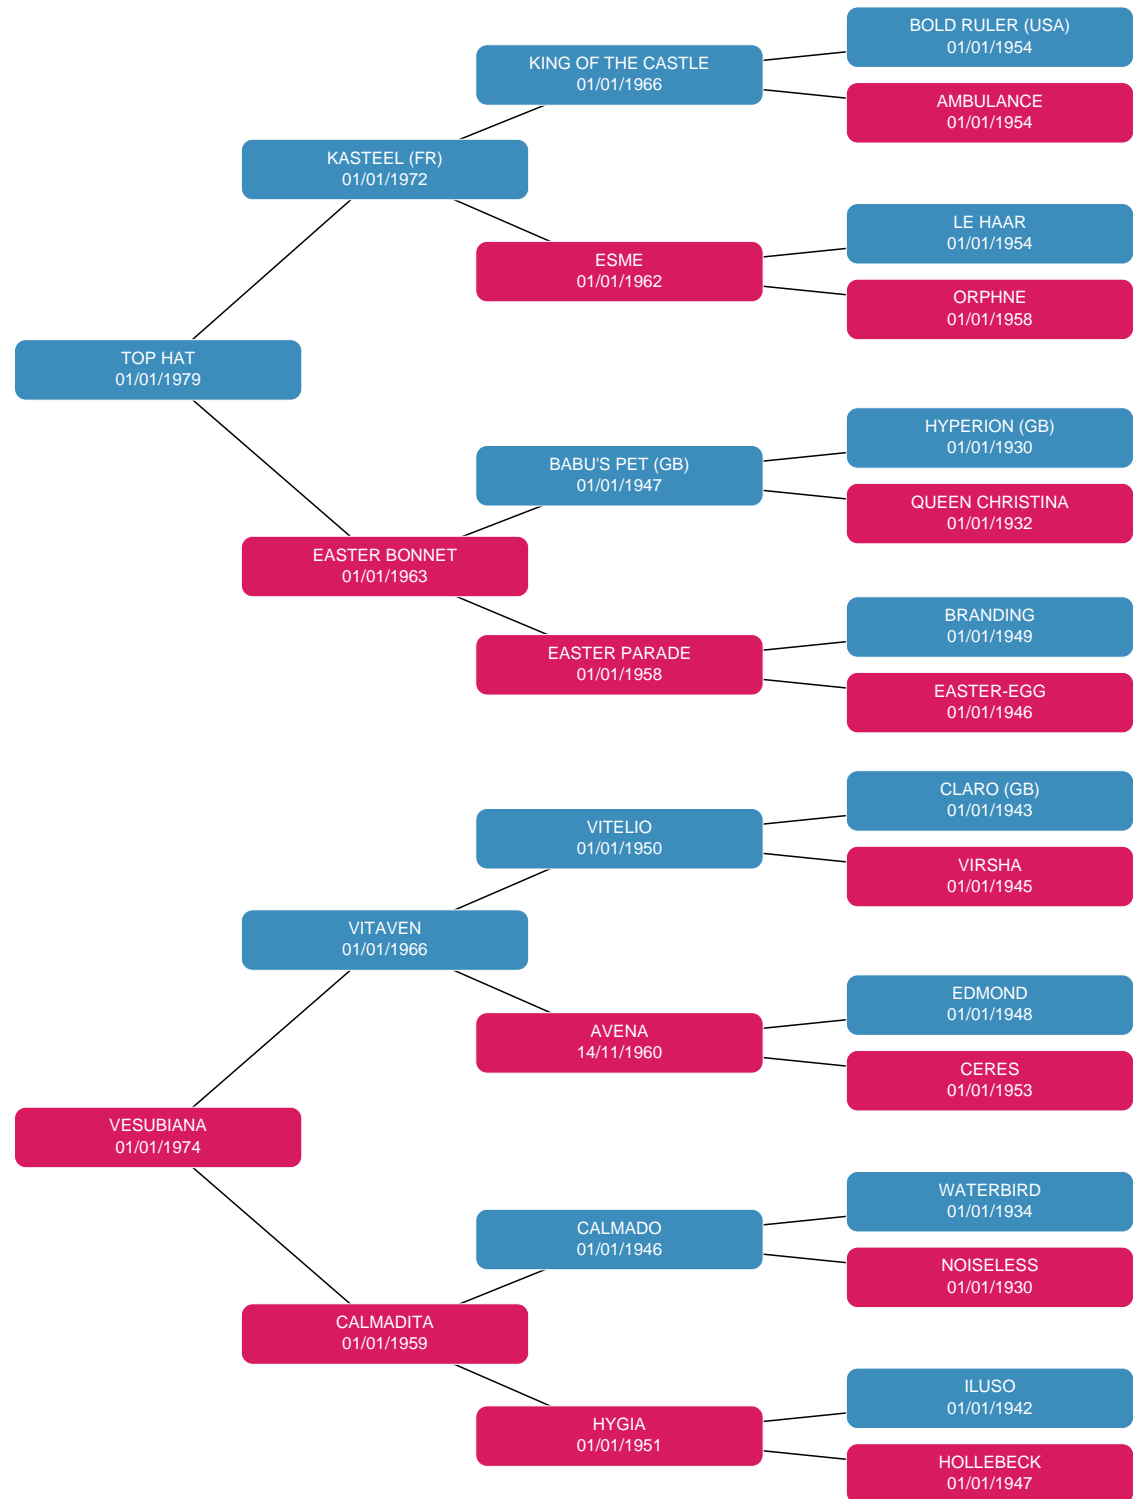 BOLD RULER (USA)
01/01/1954
KING OF THE CASTLE
01/01/1966
AMBULANCE
01/01/1954
KASTEEL (FR)
01/01/1972
LE HAAR
01/01/1954
ESME
01/01/1962
ORPHNE
01/01/1958
TOP HAT
01/01/1979
HYPERION (GB)
01/01/1930
BABU'S PET (GB)
01/01/1947
QUEEN CHRISTINA
01/01/1932
EASTER BONNET
01/01/1963
BRANDING
01/01/1949
EASTER PARADE
01/01/1958
EASTER-EGG
01/01/1946
CLARO (GB)
01/01/1943
VITELIO
01/01/1950
VIRSHA
01/01/1945
VITAVEN
01/01/1966
EDMOND
01/01/1948
AVENA
14/11/1960
CERES
01/01/1953
VESUBIANA
01/01/1974
WATERBIRD
01/01/1934
CALMADO
01/01/1946
NOISELESS
01/01/1930
CALMADITA
01/01/1959
ILUSO
01/01/1942
HYGIA
01/01/1951
HOLLEBECK
01/01/1947